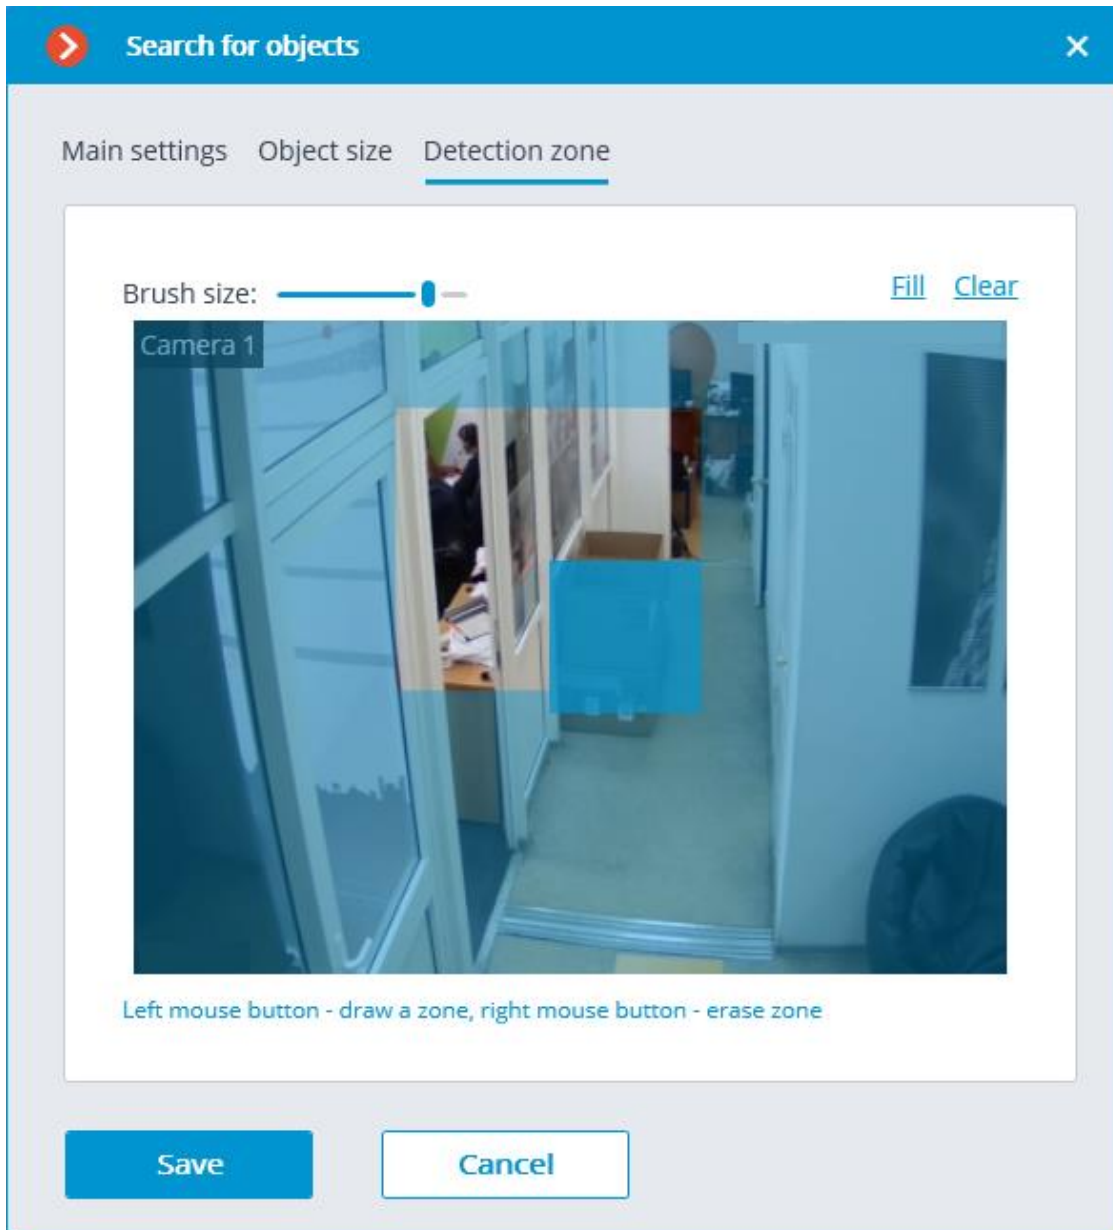 Search for objects
Main settings Object size Detection zone
Brush size:
Fill Clear
Camera 1
Left mouse button - draw a zone, right mouse button - erase zone
Save Cancel